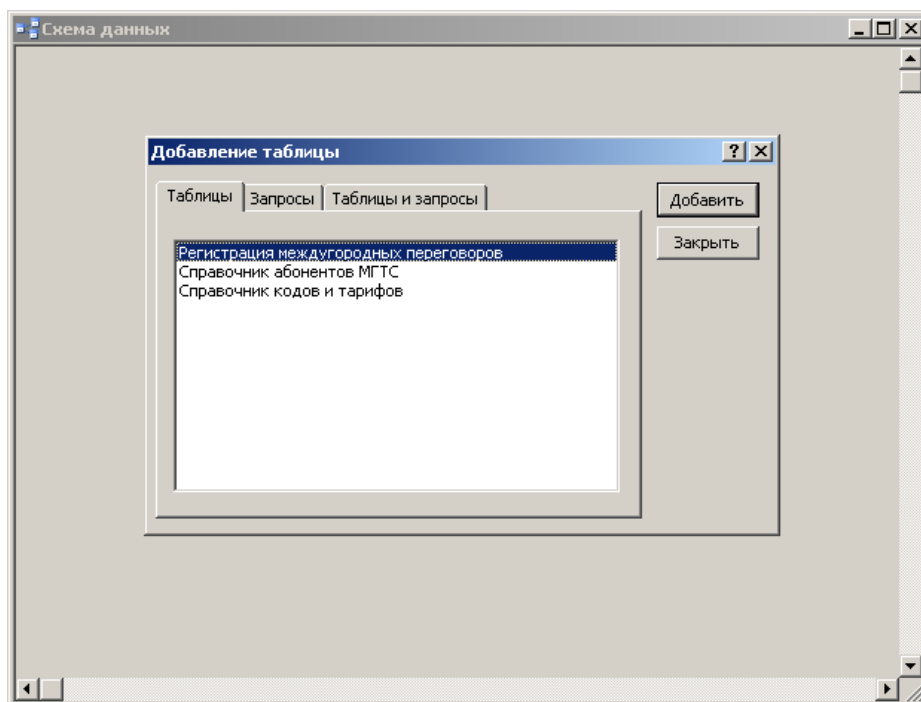 Схема данных
Добавление таблицы
Таблицы Запросы Таблицы и запросы
Добавить
Закрыть
Регистрация междугородных переговоров
Справочник абонентов МГТС
Справочник кодов и тарифов